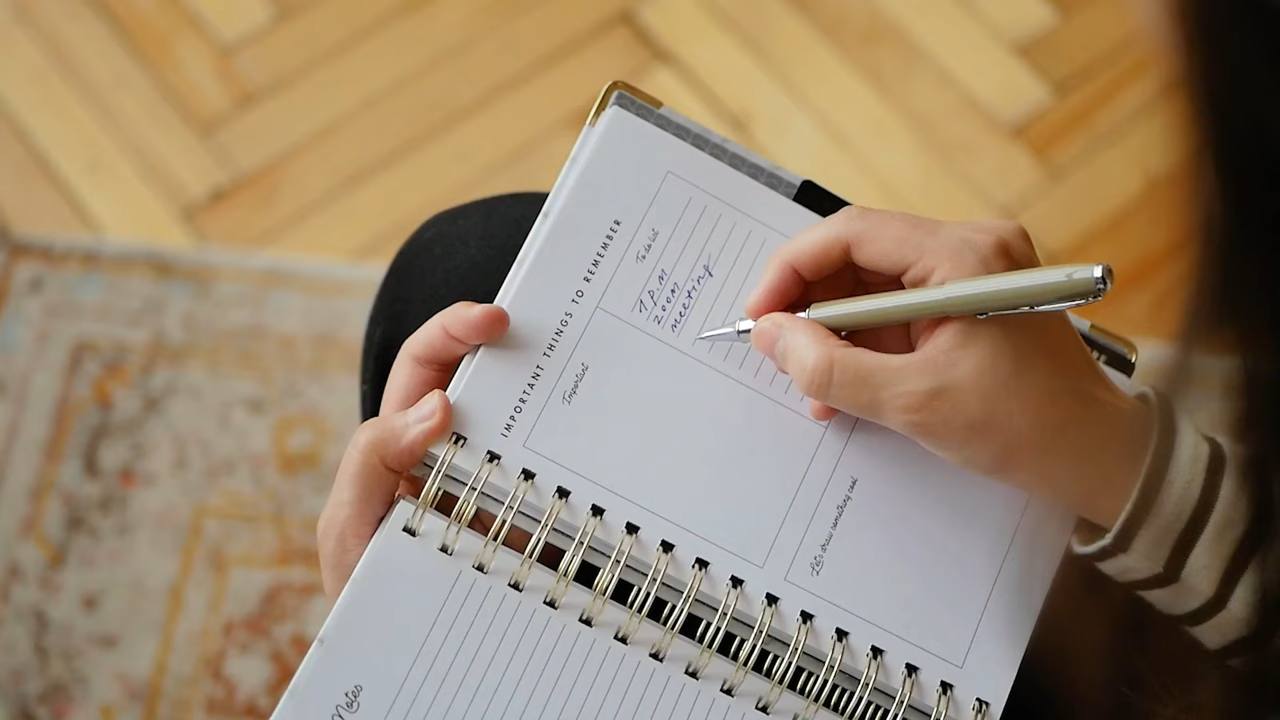 IMPORTANT THINGS TO REMEMBER
To do list
1 P.M
ZOOM
meeting
Important
Let's draw something cool
Notes